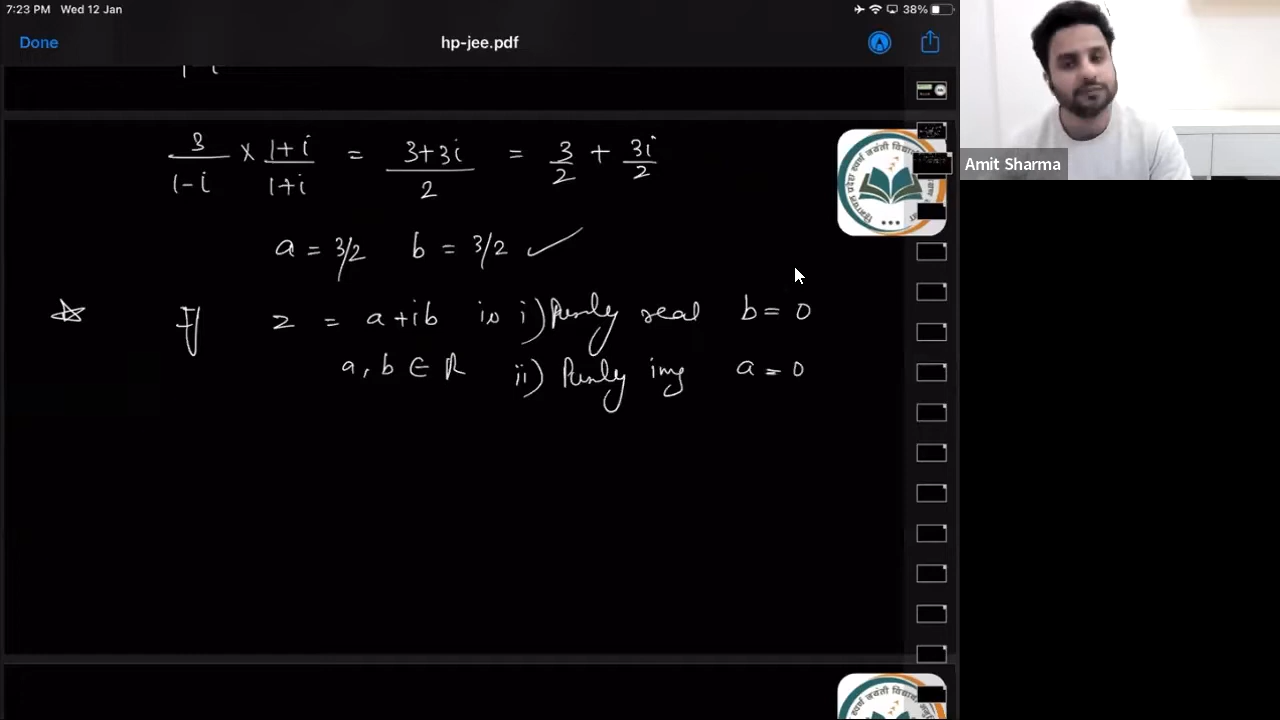 7:23 PM Wed 12 Jan 38%
Done hp-jee.pdf
1-i
3/(1-i) × (1+i)/(1+i) = (3+3i)/2 = 3/2 + 3i/2
a = 3/2 b = 3/2 ✓
☆ If z = a+ib is i) Purely real b = 0
a, b ∈ R ii) Purely img a = 0
Amit Sharma